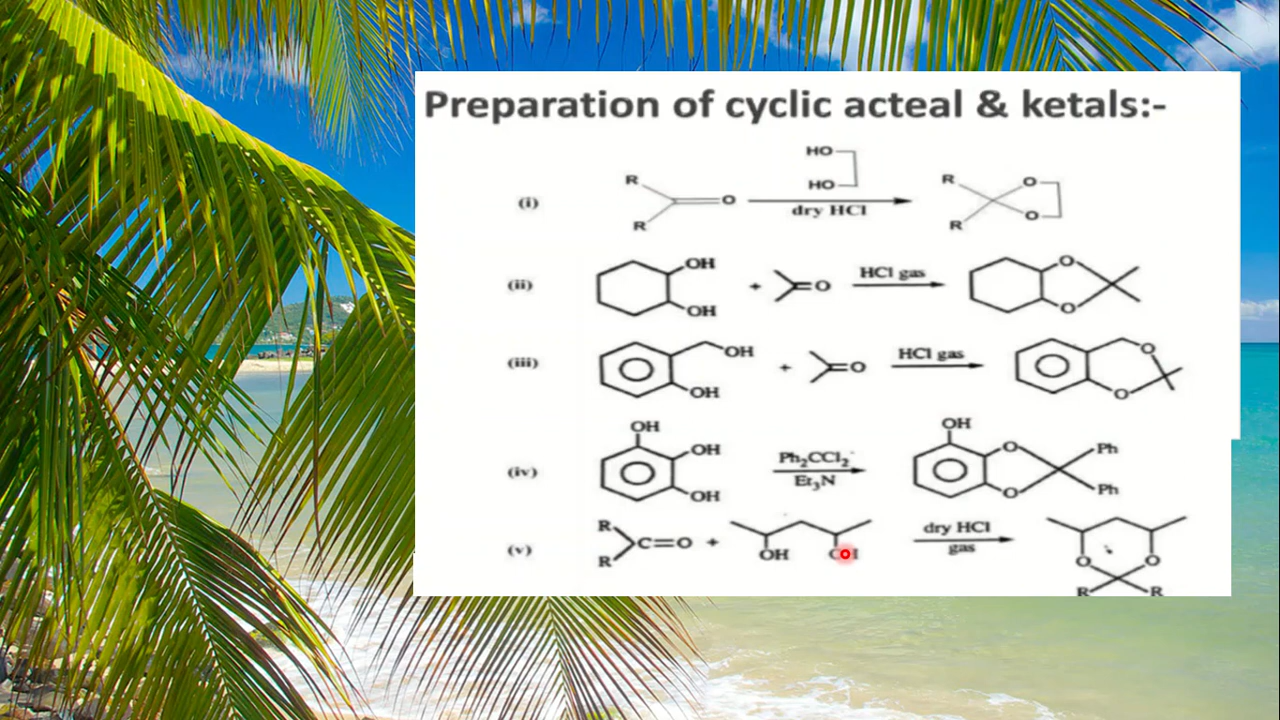 Preparation of cyclic acteal & ketals:-
HO
HO
(i) R R O dry HCl R R O O
(ii) OH OH + O HCl gas O O
(iii) OH OH + O HCl gas O O
(iv) OH OH OH Ph₂CCl₂ Et₃N OH O O Ph Ph
(v) R R C=O + OH OH dry HCl gas O O R R